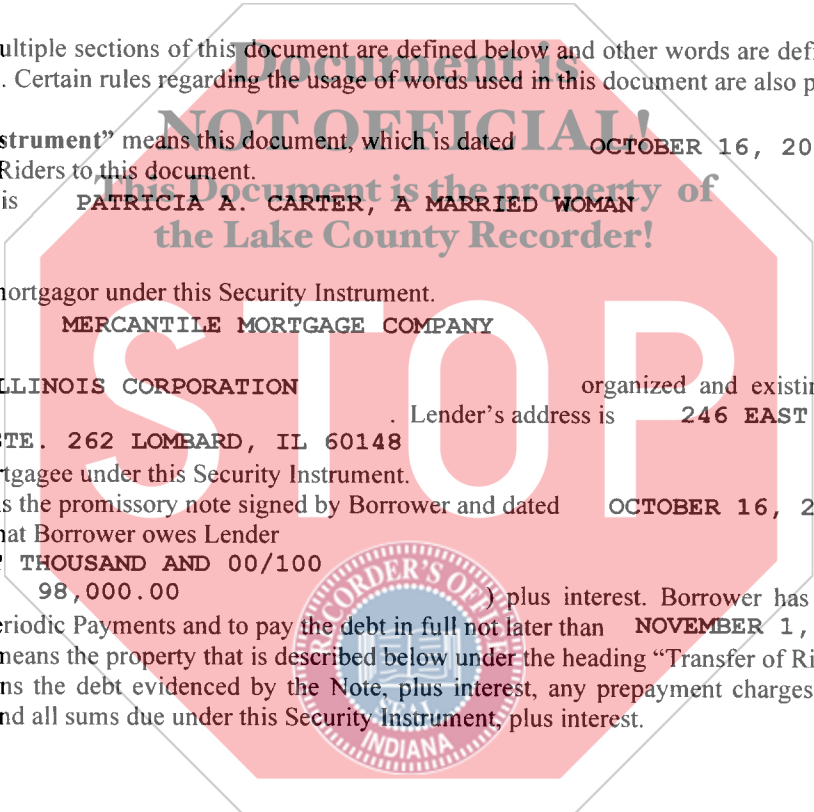 ultiple sections of this document are defined below and other words are defi
. Certain rules regarding the usage of words used in this document are also p
Document is
NOT OFFICIAL!
strument” means this document, which is dated OCTOBER 16, 20
Riders to this document.
This Document is the property of
is PATRICIA A. CARTER, A MARRIED WOMAN
the Lake County Recorder!
mortgagor under this Security Instrument.
MERCANTILE MORTGAGE COMPANY
STOP
LLINOIS CORPORATION organized and existin
. Lender's address is 246 EAST
STE. 262 LOMBARD, IL 60148
rtgagee under this Security Instrument.
s the promissory note signed by Borrower and dated OCTOBER 16, 2
hat Borrower owes Lender
T THOUSAND AND 00/100
98,000.00 ) plus interest. Borrower has
eriodic Payments and to pay the debt in full not later than NOVEMBER 1,
means the property that is described below under the heading “Transfer of Ri
ns the debt evidenced by the Note, plus interest, any prepayment charges
nd all sums due under this Security Instrument, plus interest.
RECORDER'S OFFICE
SEAL
INDIANA